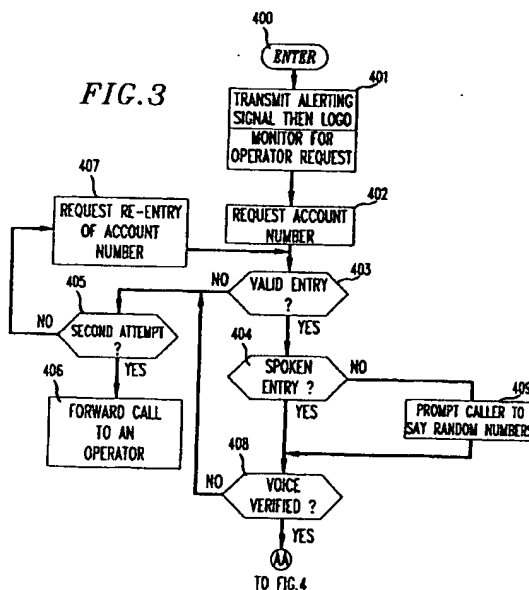 400
ENTER
FIG.3
401
TRANSMIT ALERTING
SIGNAL THEN LOGO
MONITOR FOR
OPERATOR REQUEST
407
REQUEST RE-ENTRY
OF ACCOUNT
NUMBER
402
REQUEST ACCOUNT
NUMBER
403
NO
VALID ENTRY
?
YES
405
NO
SECOND ATTEMPT
?
YES
404
SPOKEN
ENTRY ?
NO
YES
406
FORWARD CALL
TO AN
OPERATOR
409
PROMPT CALLER TO
SAY RANDOM NUMBERS
408
NO
VOICE
VERIFIED ?
YES
AA
TO FIG.4